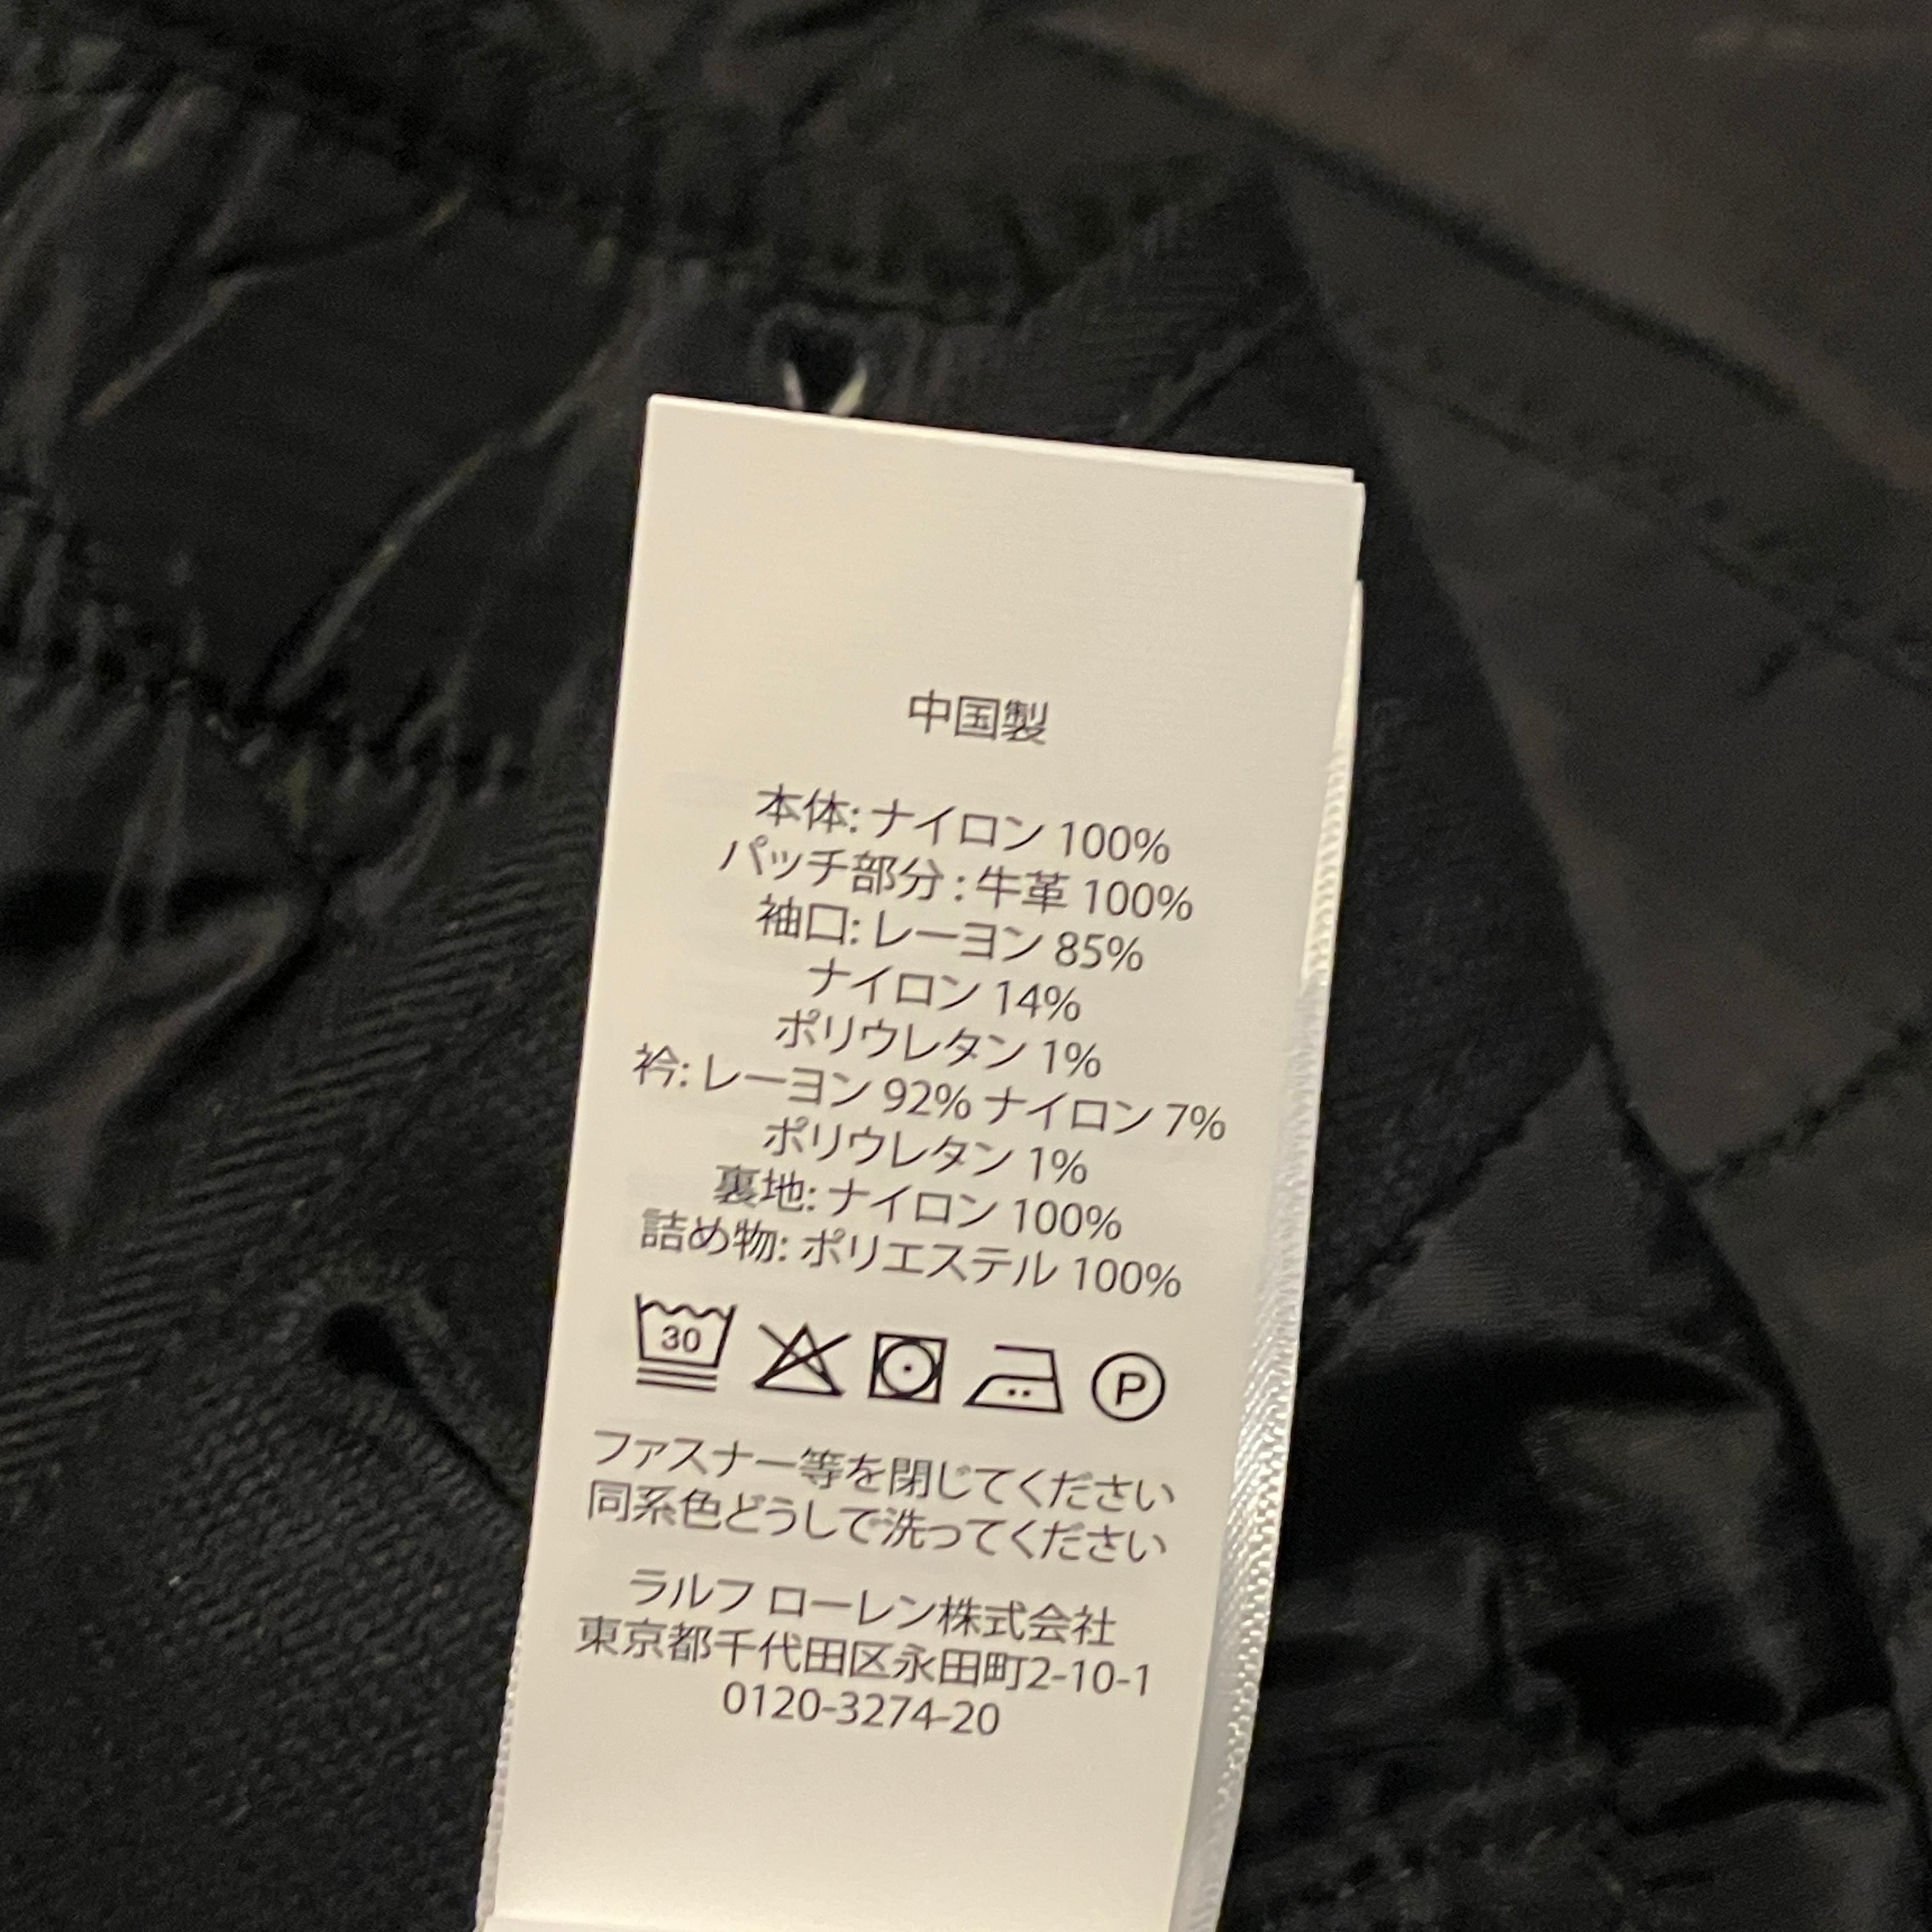 中国製
本体: ナイロン 100%
パッチ部分 : 牛革 100%
袖口: レーヨン 85%
ナイロン 14%
ポリウレタン 1%
衿: レーヨン 92% ナイロン 7%
ポリウレタン 1%
裏地: ナイロン 100%
詰め物: ポリエステル 100%
30 P
ファスナー等を閉じてください
同系色どうしで洗ってください
ラルフ ローレン株式会社
東京都千代田区永田町2-10-1
0120-3274-20